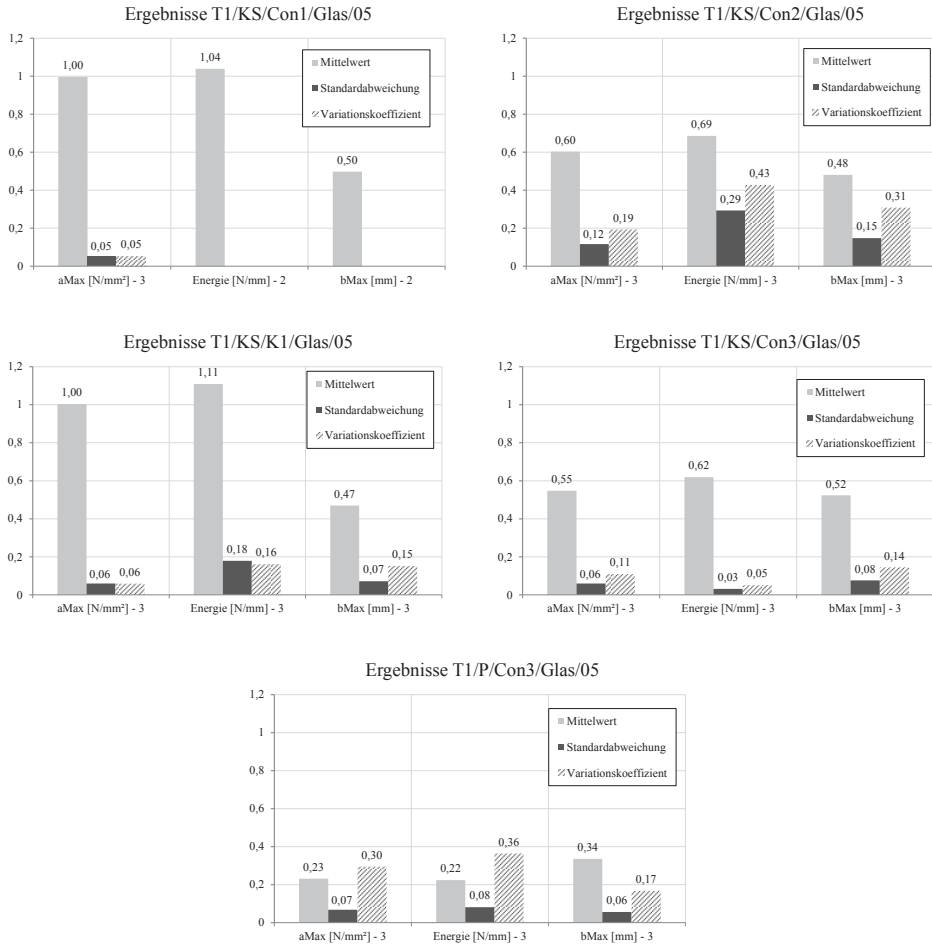 Ergebnisse T1/KS/Con1/Glas/05
1,2
1
0,8
0,6
0,4
0,2
0
1,00
0,05
0,05
1,04
0,50
Mittelwert
Standardabweichung
Variationskoeffizient
aMax [N/mm²] - 3
Energie [N/mm] - 2
bMax [mm] - 2
Ergebnisse T1/KS/Con2/Glas/05
1,2
1
0,8
0,6
0,4
0,2
0
0,60
0,12
0,19
0,69
0,29
0,43
0,48
0,15
0,31
Mittelwert
Standardabweichung
Variationskoeffizient
aMax [N/mm²] - 3
Energie [N/mm] - 3
bMax [mm] - 3
Ergebnisse T1/KS/K1/Glas/05
1,2
1
0,8
0,6
0,4
0,2
0
1,00
0,06
0,06
1,11
0,18
0,16
0,47
0,07
0,15
Mittelwert
Standardabweichung
Variationskoeffizient
aMax [N/mm²] - 3
Energie [N/mm] - 3
bMax [mm] - 3
Ergebnisse T1/KS/Con3/Glas/05
1,2
1
0,8
0,6
0,4
0,2
0
0,55
0,06
0,11
0,62
0,03
0,05
0,52
0,08
0,14
Mittelwert
Standardabweichung
Variationskoeffizient
aMax [N/mm²] - 3
Energie [N/mm] - 3
bMax [mm] - 3
Ergebnisse T1/P/Con3/Glas/05
1,2
1
0,8
0,6
0,4
0,2
0
0,23
0,07
0,30
0,22
0,08
0,36
0,34
0,06
0,17
Mittelwert
Standardabweichung
Variationskoeffizient
aMax [N/mm²] - 3
Energie [N/mm] - 3
bMax [mm] - 3